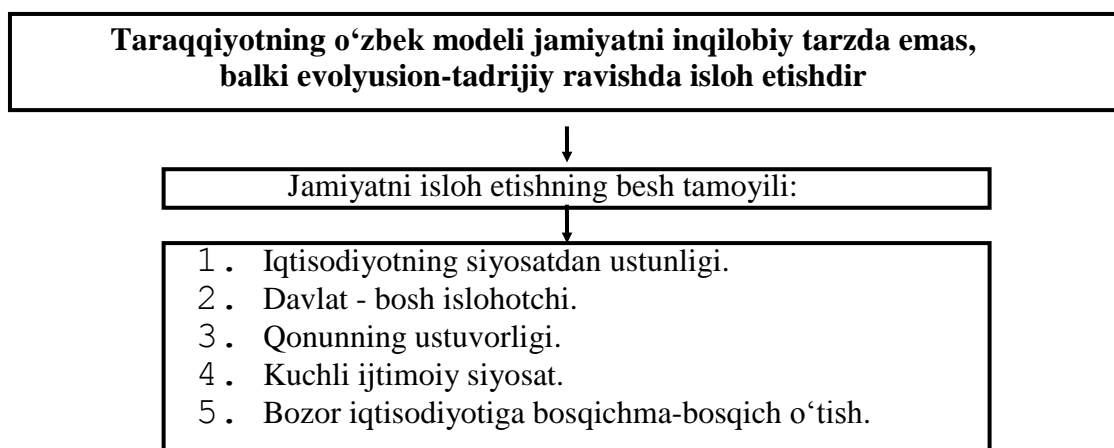 Taraqqiyotning o‘zbek modeli jamiyatni inqilobiy tarzda emas,
balki evolyusion-tadrijiy ravishda isloh etishdir
Jamiyatni isloh etishning besh tamoyili:
1. Iqtisodiyotning siyosatdan ustunligi.
2. Davlat - bosh islohotchi.
3. Qonunning ustuvorligi.
4. Kuchli ijtimoiy siyosat.
5. Bozor iqtisodiyotiga bosqichma-bosqich o‘tish.